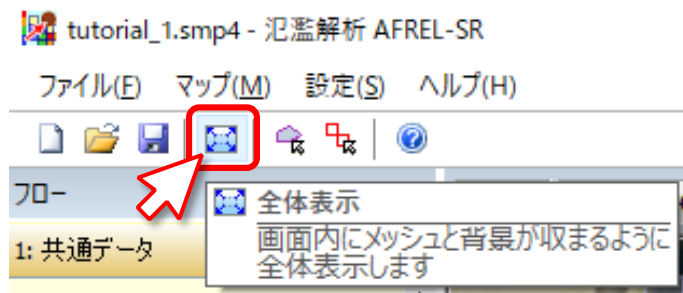 tutorial_1.smp4 - 氾濫解析 AFREL-SR
ファイル(F) マップ(M) 設定(S) ヘルプ(H)
フロー
全体表示
1: 共通データ
画面内にメッシュと背景が収まるように
全体表示します